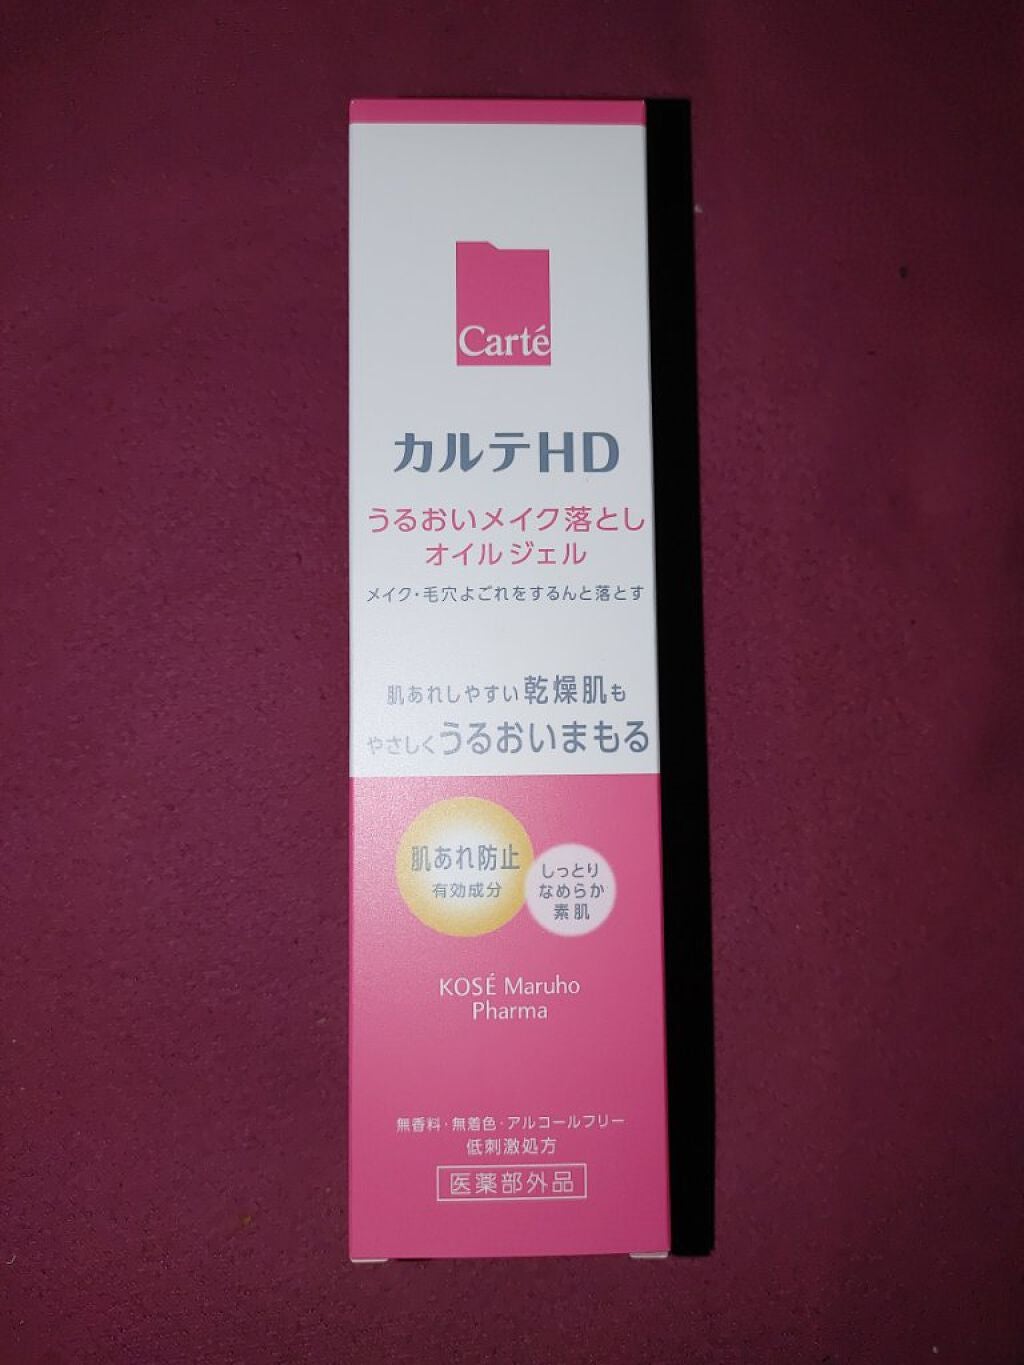 Carté
カルテHD
うるおいメイク落とし
オイルジェル
メイク・毛穴よごれをするんと落とす
肌あれしやすい乾燥肌も
やさしくうるおいまもる
肌あれ防止
有効成分
しっとり
なめらか
素肌
KOSÉ Maruho
Pharma
無香料・無着色・アルコールフリー
低刺激処方
医薬部外品